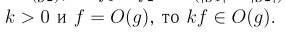 k > 0 и f = O(g), то kf ∈ O(g).